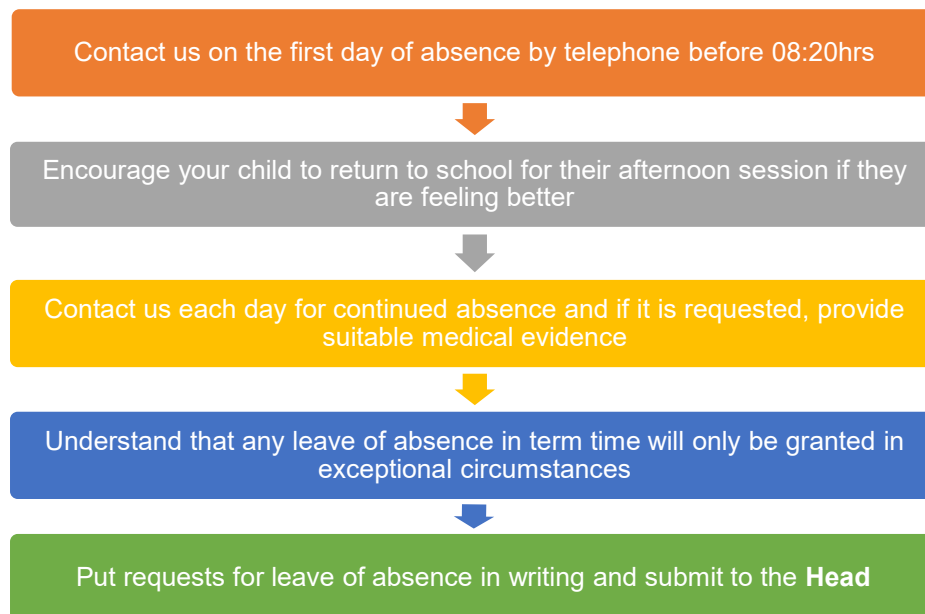 Contact us on the first day of absence by telephone before 08:20hrs
Encourage your child to return to school for their afternoon session if they
are feeling better
Contact us each day for continued absence and if it is requested, provide
suitable medical evidence
Understand that any leave of absence in term time will only be granted in
exceptional circumstances
Put requests for leave of absence in writing and submit to the Head